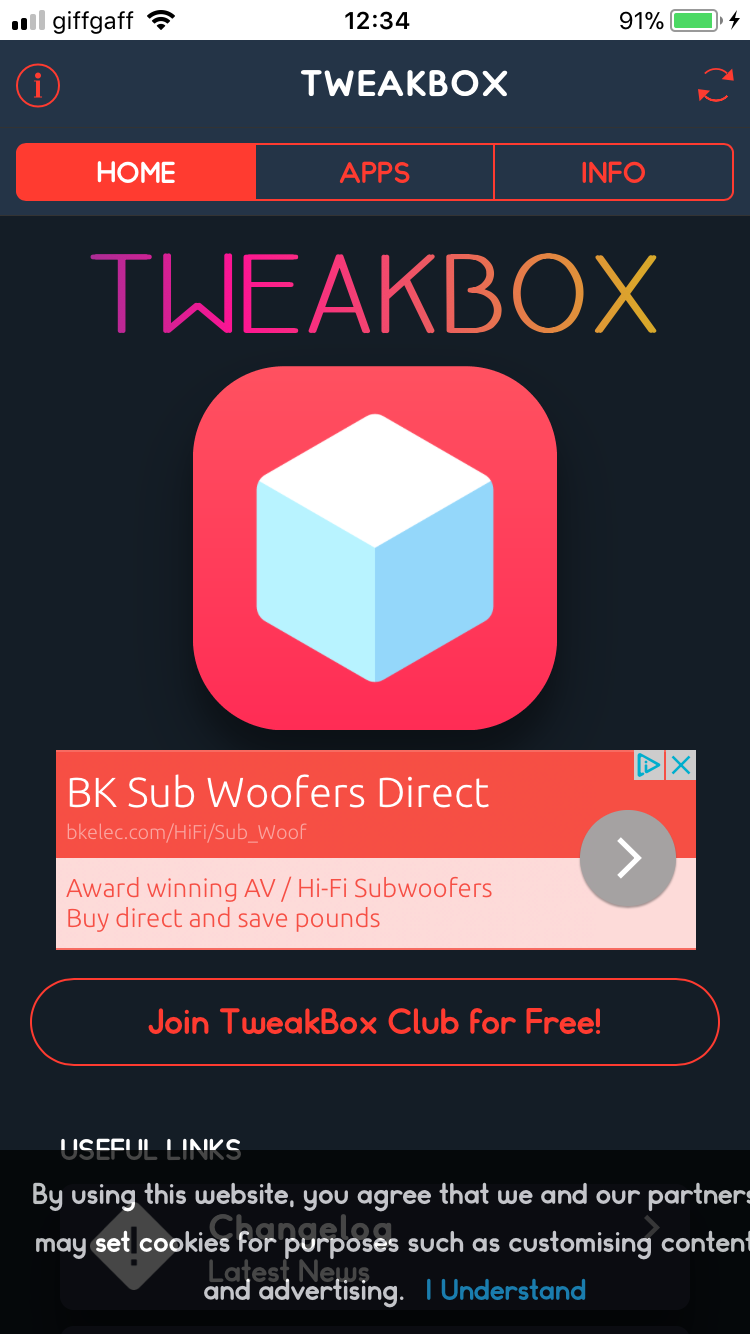 giffgaff 12:34 91%
TWEAKBOX
HOME APPS INFO
TWEAKBOX
BK Sub Woofers Direct
bkelec.com/HiFi/Sub_Woof
Award winning AV / Hi-Fi Subwoofers
Buy direct and save pounds
Join TweakBox Club for Free!
USEFUL LINKS
By using this website, you agree that we and our partners
Changelog
may set cookies for purposes such as customising content
Latest News
and advertising. I Understand